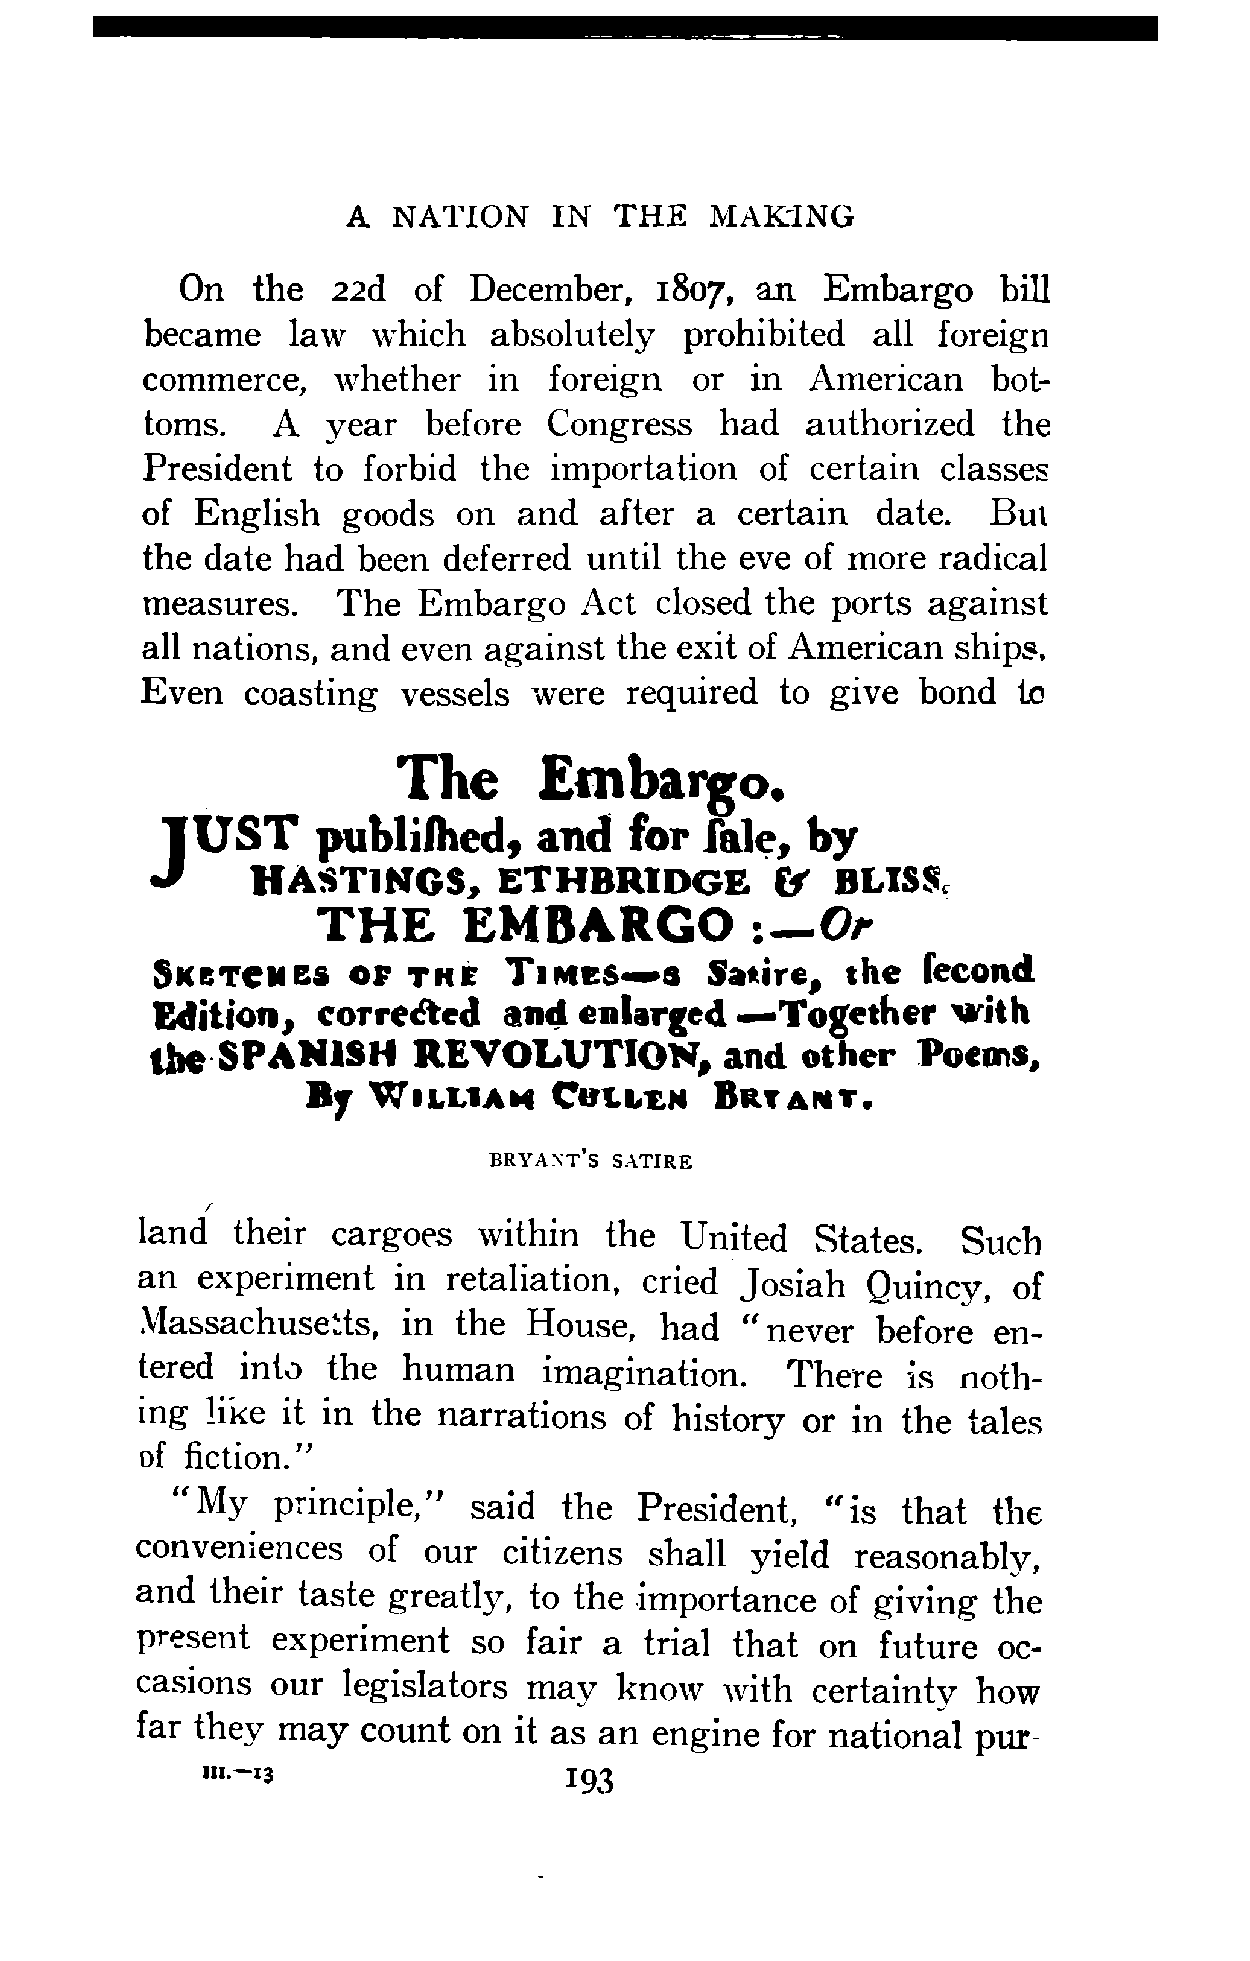 A NATION IN THE MAKING
On the 22d of December, 1807, an Embargo bill
became law which absolutely prohibited all foreign
commerce, whether in foreign or in American bot-
toms. A year before Congress had authorized the
President to forbid the importation of certain classes
of English goods on and after a certain date. But
the date had been deferred until the eve of more radical
measures. The Embargo Act closed the ports against
all nations, and even against the exit of American ships.
Even coasting vessels were required to give bond to
The Embargo.
JUST publiſhed, and for ſale, by
HASTINGS, ETHBRIDGE & BLISS,
THE EMBARGO :—Or
SKETCHES OF THE TIMES—a Satire, the ſecond
Edition, corrected and enlarged—Together with
the SPANISH REVOLUTION, and other Poems,
By WILLIAM CULLEN BRYANT.
BRYANT'S SATIRE
land their cargoes within the United States. Such
an experiment in retaliation, cried Josiah Quincy, of
Massachusetts, in the House, had "never before en-
tered into the human imagination. There is noth-
ing like it in the narrations of history or in the tales
of fiction."
"My principle," said the President, "is that the
conveniences of our citizens shall yield reasonably,
and their taste greatly, to the importance of giving the
present experiment so fair a trial that on future oc-
casions our legislators may know with certainty how
far they may count on it as an engine for national pur-
III.—13 193